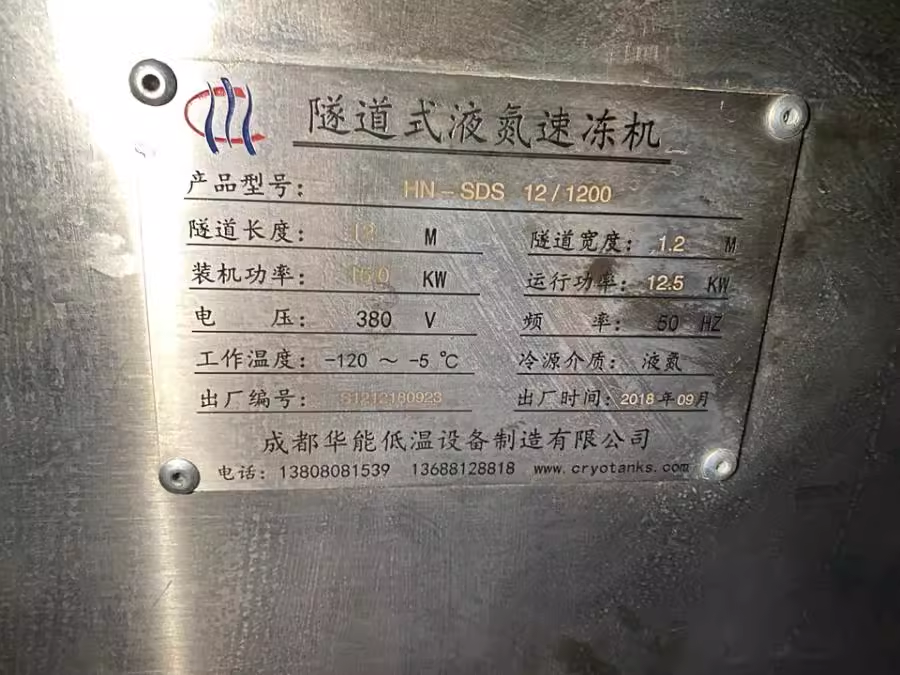 隧道式液氮速冻机
产品型号： HN-SDS 12/1200
隧道长度： M 隧道宽度： 1.2 M
装机功率： KW 运行功率： 12.5 KW
电 压： 380 V 频 率： 50 HZ
工作温度： -120 ～ -5 ℃ 冷源介质： 液氮
出厂编号： S1212180923 出厂时间： 2018年09月
成都华能低温设备制造有限公司
电话：13808081539 13688128818 www.cryotanks.com